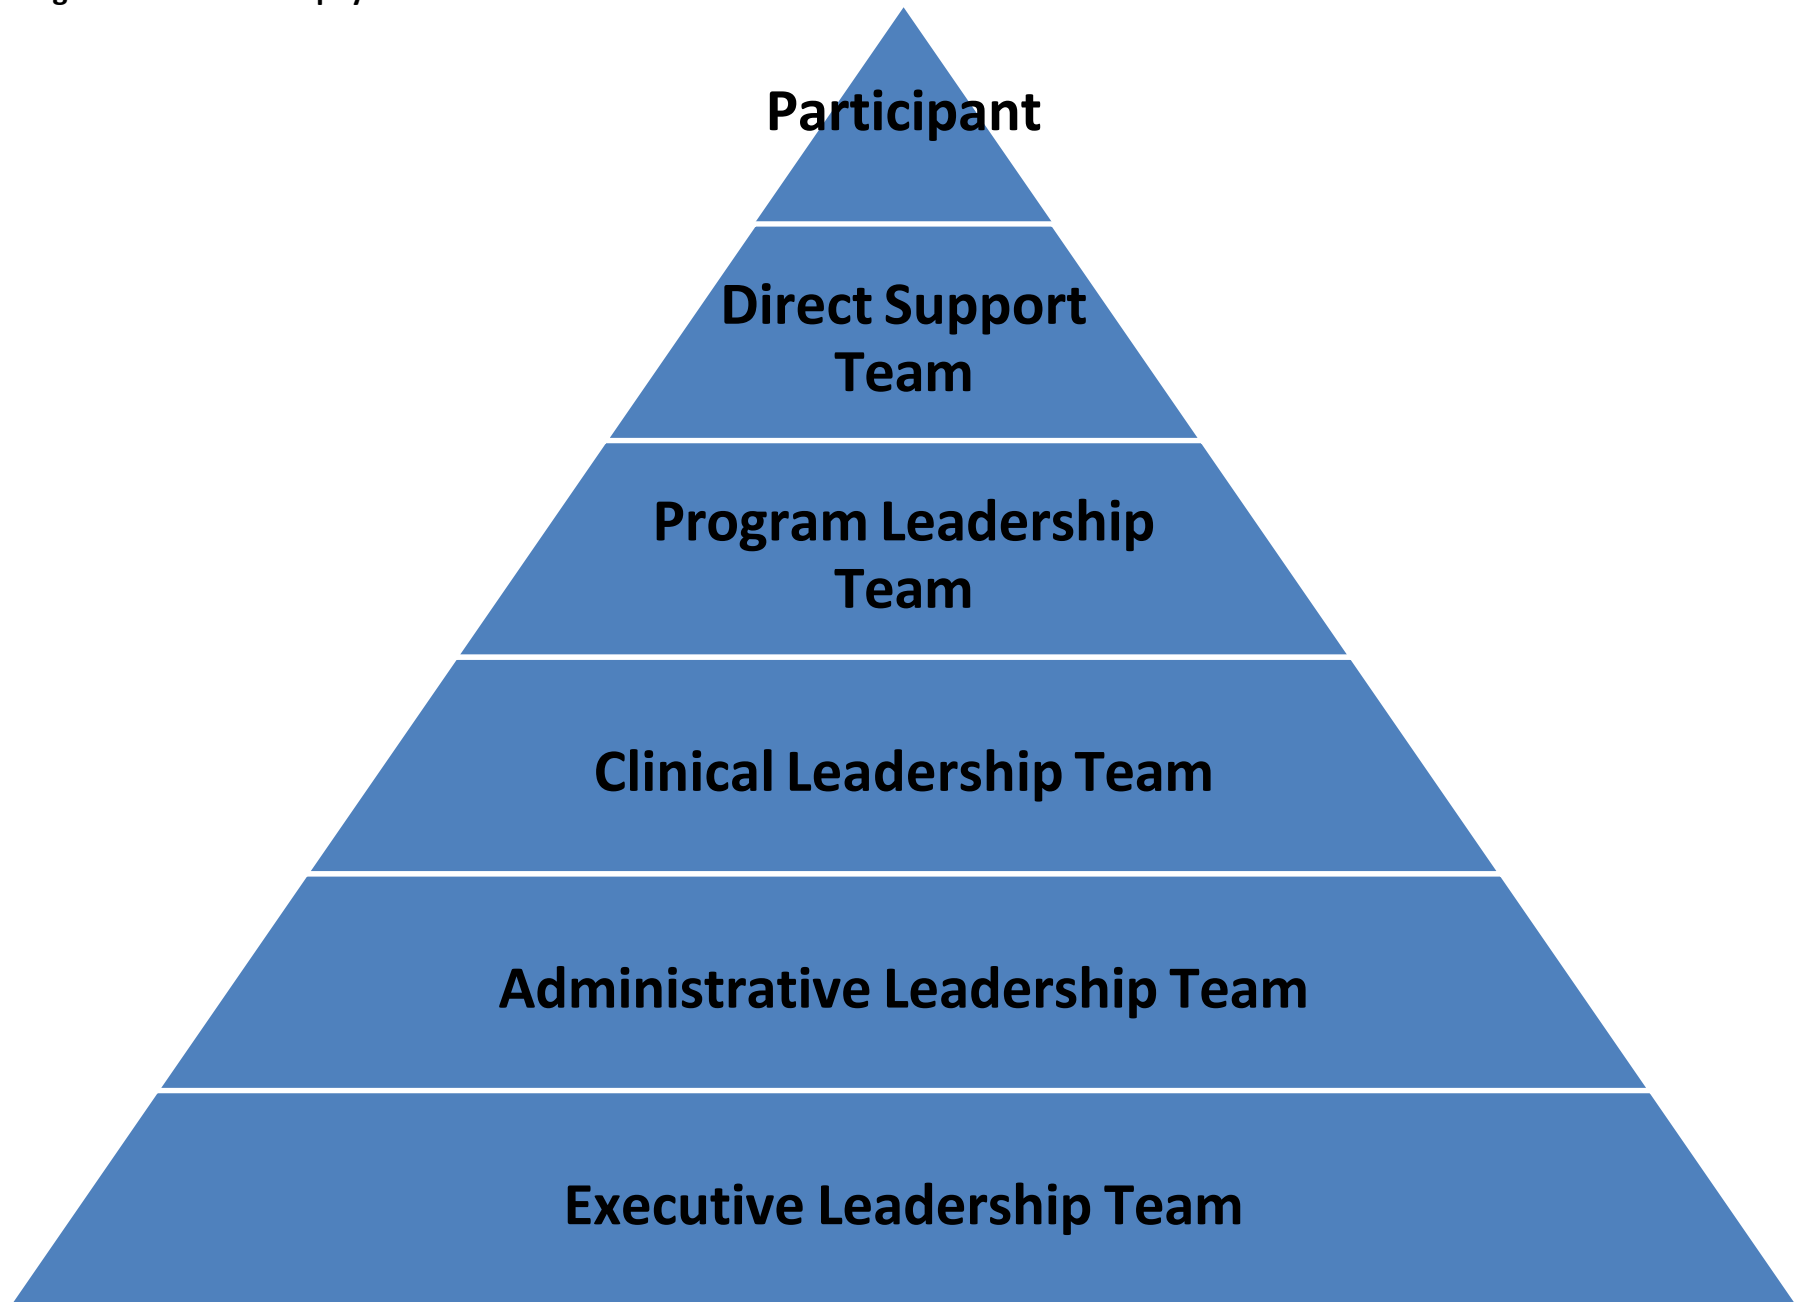 Participant
Direct Support
Team
Program Leadership
Team
Clinical Leadership Team
Administrative Leadership Team
Executive Leadership Team